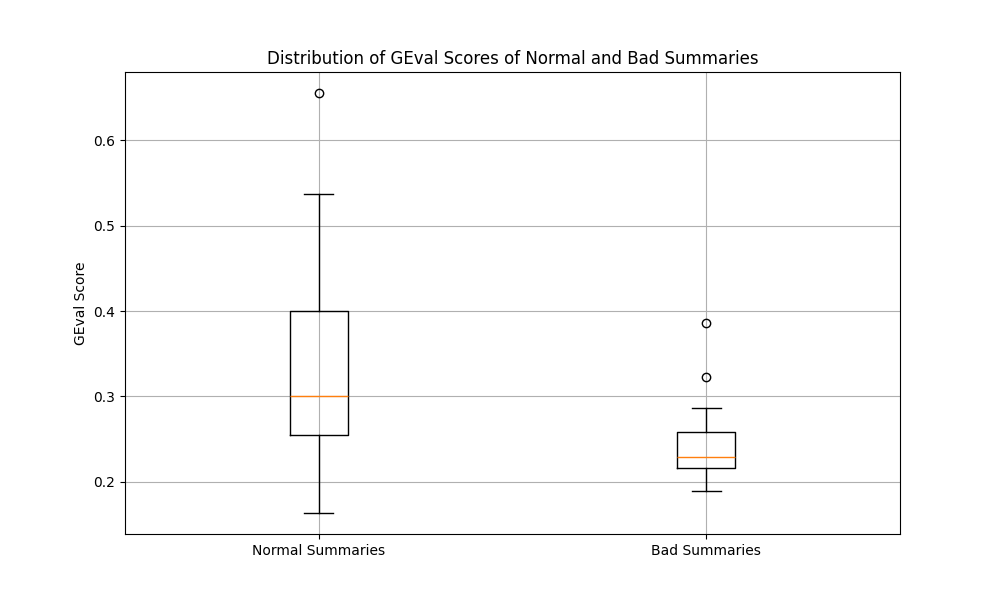 Distribution of GEval Scores of Normal and Bad Summaries
0.6
0.5
0.4
0.3
0.2
GEval Score
Normal Summaries
Bad Summaries